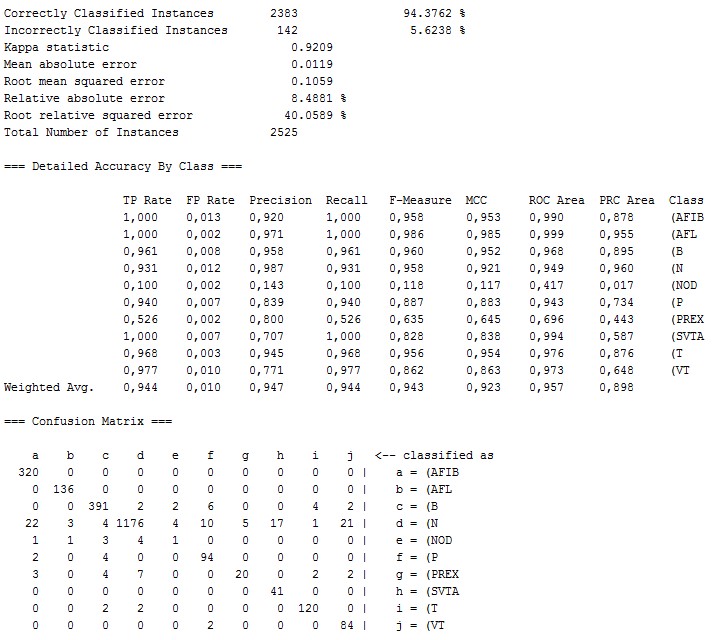 Correctly Classified Instances 2383 94.3762 %
Incorrectly Classified Instances 142 5.6238 %
Kappa statistic 0.9209
Mean absolute error 0.0119
Root mean squared error 0.1059
Relative absolute error 8.4881 %
Root relative squared error 40.0589 %
Total Number of Instances 2525
=== Detailed Accuracy By Class ===
TP Rate FP Rate Precision Recall F-Measure MCC ROC Area PRC Area Class
1,000 0,013 0,920 1,000 0,958 0,953 0,990 0,878 (AFIB
1,000 0,002 0,971 1,000 0,986 0,985 0,999 0,955 (AFL
0,961 0,008 0,958 0,961 0,960 0,952 0,968 0,895 (B
0,931 0,012 0,987 0,931 0,958 0,921 0,949 0,960 (N
0,100 0,002 0,143 0,100 0,118 0,117 0,417 0,017 (NOD
0,940 0,007 0,839 0,940 0,887 0,883 0,943 0,734 (P
0,526 0,002 0,800 0,526 0,635 0,645 0,696 0,443 (PREX
1,000 0,007 0,707 1,000 0,828 0,838 0,994 0,587 (SVTA
0,968 0,003 0,945 0,968 0,956 0,954 0,976 0,876 (T
0,977 0,010 0,771 0,977 0,862 0,863 0,973 0,648 (VT
Weighted Avg. 0,944 0,010 0,947 0,944 0,943 0,923 0,957 0,898
=== Confusion Matrix ===
a b c d e f g h i j <-- classified as
320 0 0 0 0 0 0 0 0 0 | a = (AFIB
0 136 0 0 0 0 0 0 0 0 | b = (AFL
0 0 391 2 2 6 0 0 4 2 | c = (B
22 3 4 1176 4 10 5 17 1 21 | d = (N
1 1 3 4 1 0 0 0 0 0 | e = (NOD
2 0 4 0 0 94 0 0 0 0 | f = (P
3 0 4 7 0 0 20 0 2 2 | g = (PREX
0 0 0 0 0 0 0 41 0 0 | h = (SVTA
0 0 2 2 0 0 0 0 120 0 | i = (T
0 0 0 0 0 2 0 0 0 84 | j = (VT